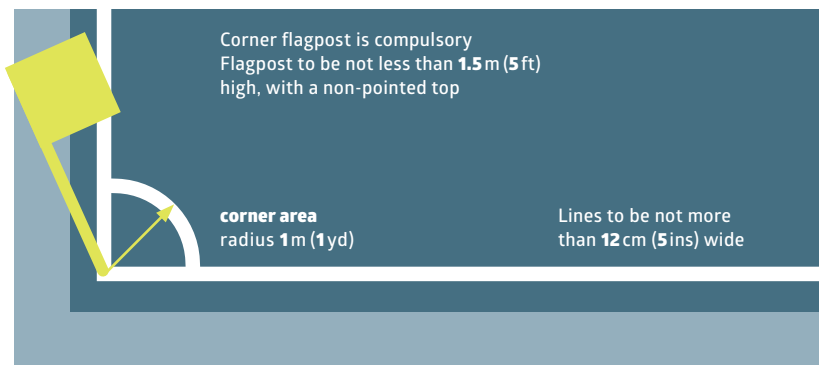 Corner flagpost is compulsory
Flagpost to be not less than 1.5 m (5 ft)
high, with a non-pointed top
corner area
radius 1 m (1 yd)
Lines to be not more
than 12 cm (5 ins) wide